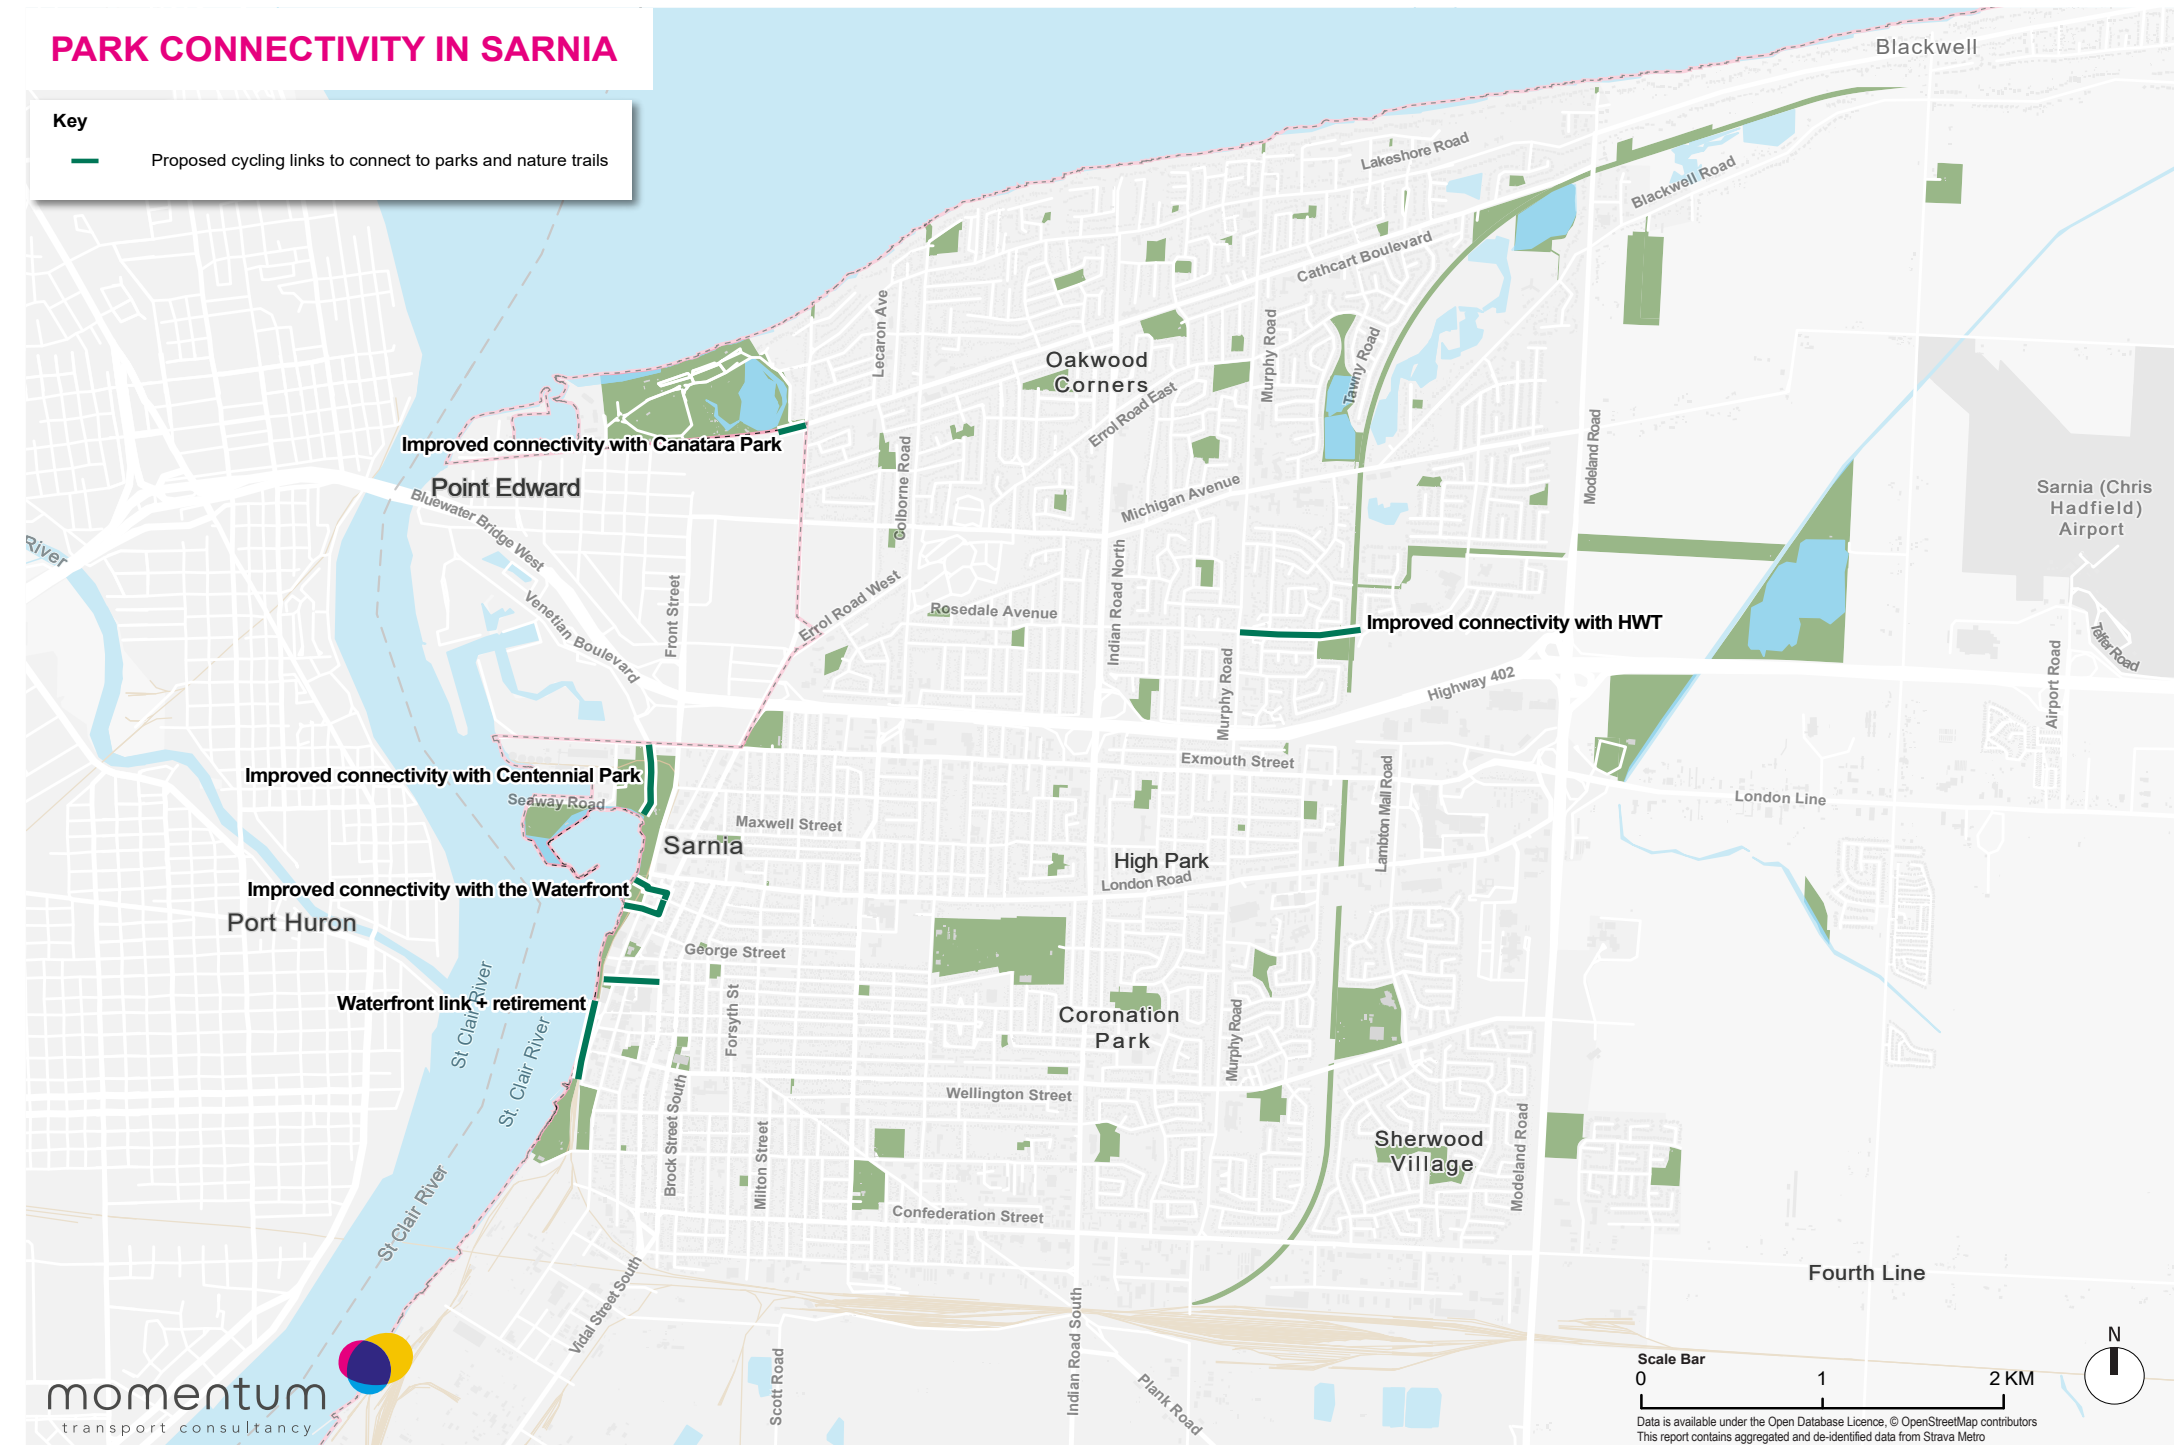 PARK CONNECTIVITY IN SARNIA
Key
Proposed cycling links to connect to parks and nature trails
Blackwell
Lakeshore Road
Blackwell Road
Cathcart Boulevard
Lecaron Ave
Murphy Road
Tawny Road
Oakwood
Corners
Errol Road East
Improved connectivity with Canatara Park
Colborne Road
Modeland Road
Point Edward
Bluewater Bridge West
Michigan Avenue
Sarnia (Chris
Hadfield)
Airport
River
Indian Road North
Front Street
Venetian Boulevard
Errol Road West
Rosedale Avenue
Improved connectivity with HWT
Telfer Road
Airport Road
Murphy Road
Highway 402
Exmouth Street
Improved connectivity with Centennial Park
Seaway Road
Lambton Mall Road
London Line
Maxwell Street
Sarnia
High Park
London Road
Improved connectivity with the Waterfront
Port Huron
George Street
St Clair River
Waterfront link + retirement
Forsyth St
Coronation
Park
Murphy Road
St. Clair River
Wellington Street
Brock Street South
Milton Street
Sherwood
Village
Modeland Road
St Clair River
Confederation Street
Fourth Line
Vidal Street South
Indian Road South
Scott Road
Plank Road
N
Scale Bar
0 1 2 KM
momentum
transport consultancy
Data is available under the Open Database Licence, © OpenStreetMap contributors
This report contains aggregated and de-identified data from Strava Metro